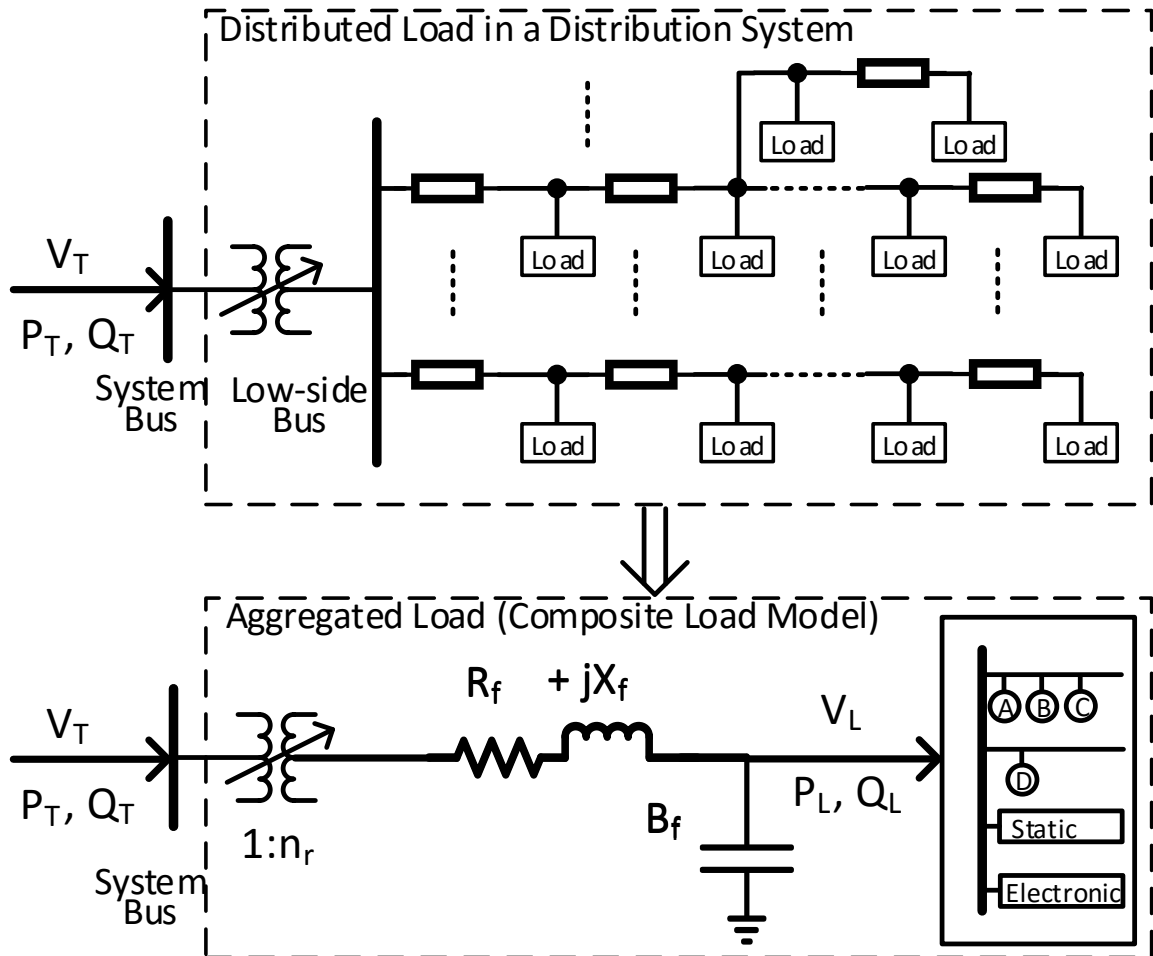 Distributed Load in a Distribution System
Load
Load
V_T
P_T, Q_T
System
Bus
Low-side
Bus
Load
Load
Load
Load
Load
Load
Load
Load
Aggregated Load (Composite Load Model)
V_T
P_T, Q_T
System
Bus
1:n_r
R_f + jX_f
B_f
V_L
P_L, Q_L
A B C
D
Static
Electronic